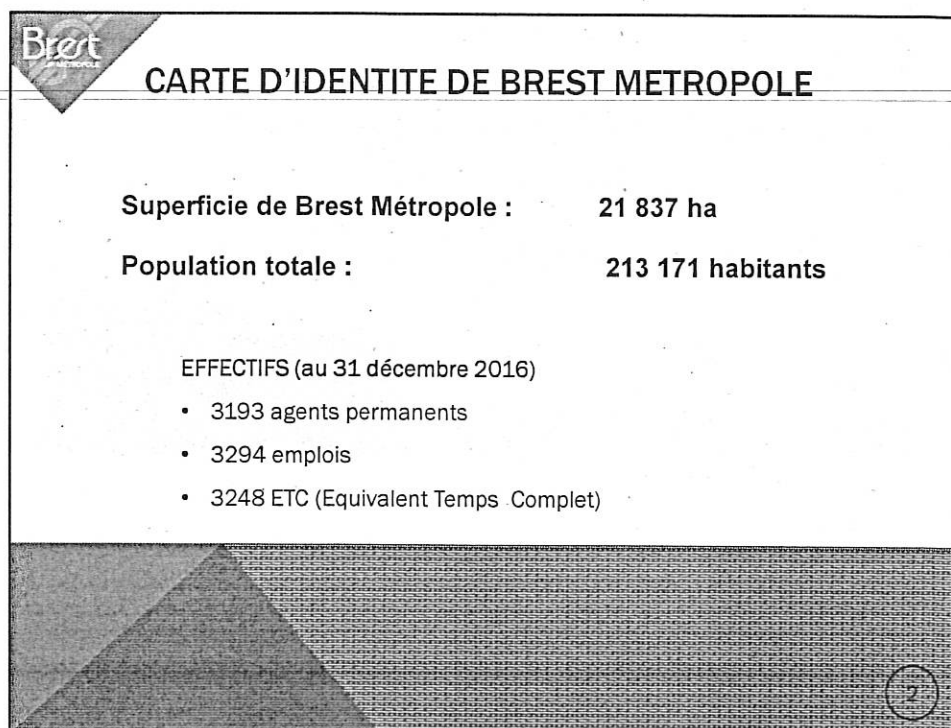 Brest
MÉTROPOLE
CARTE D'IDENTITE DE BREST METROPOLE
Superficie de Brest Métropole : 21 837 ha
Population totale : 213 171 habitants
EFFECTIFS (au 31 décembre 2016)
• 3193 agents permanents
• 3294 emplois
• 3248 ETC (Equivalent Temps Complet)
2